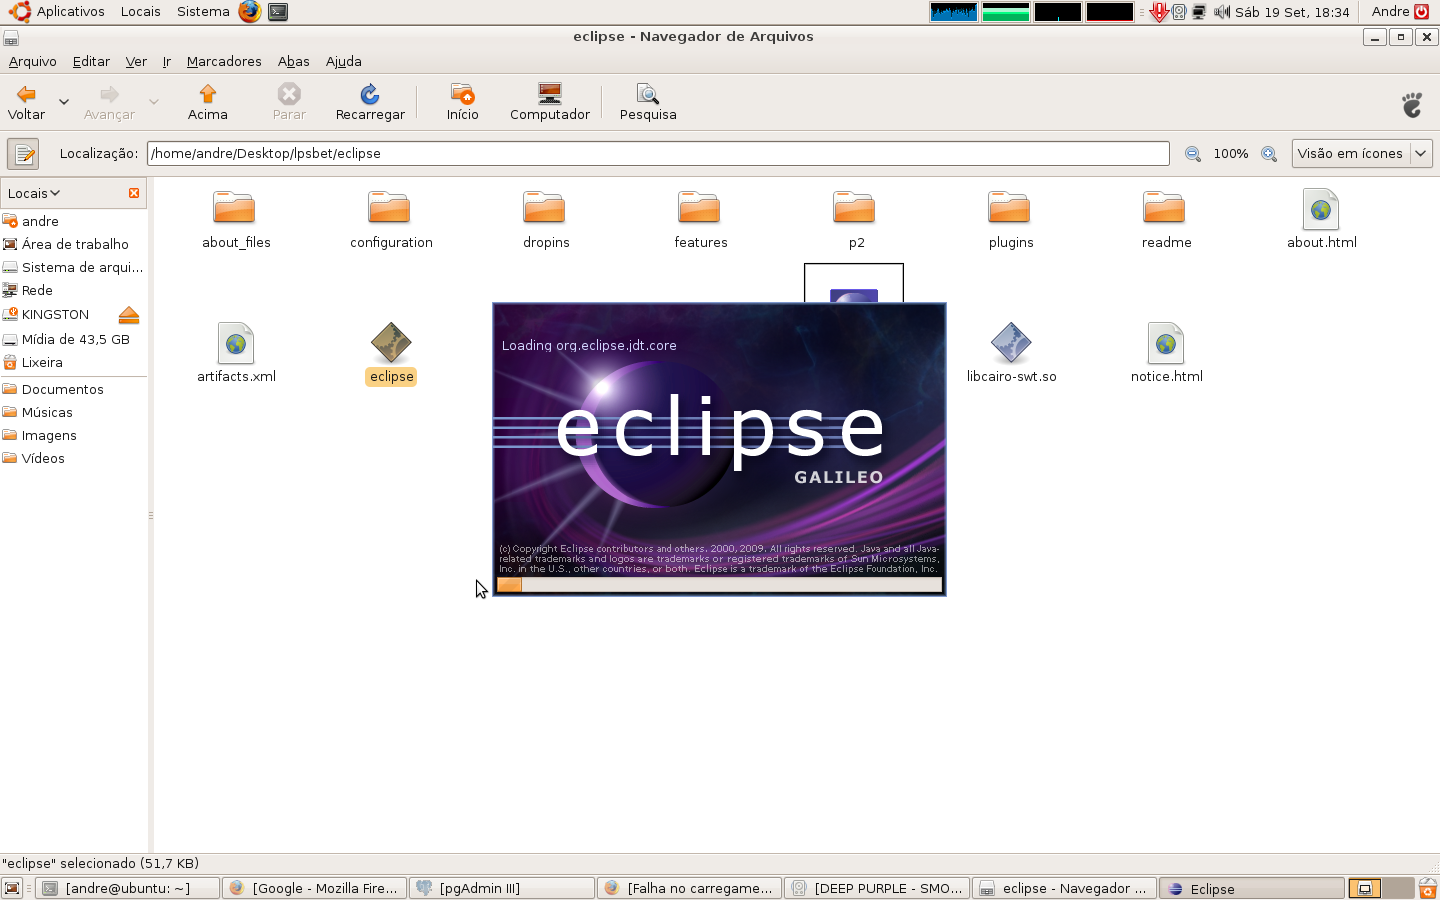 Aplicativos Locais Sistema Sáb 19 Set, 18:34 Andre
eclipse - Navegador de Arquivos
Arquivo Editar Ver Ir Marcadores Abas Ajuda
Voltar Avançar Acima Parar Recarregar Início Computador Pesquisa
Localização: /home/andre/Desktop/lpsbet/eclipse 100% Visão em ícones
Locais
andre
Área de trabalho
Sistema de arqui...
Rede
KINGSTON
Mídia de 43,5 GB
Lixeira
Documentos
Músicas
Imagens
Vídeos
about_files configuration dropins features p2 plugins readme about.html
artifacts.xml eclipse libcairo-swt.so notice.html
Loading org.eclipse.jdt.core
eclipse
GALILEO
(c) Copyright Eclipse contributors and others. 2000, 2009. All rights reserved. Java and all Java-
related trademarks and logos are trademarks or registered trademarks of Sun Microsystems,
Inc. in the U.S., other countries, or both. Eclipse is a trademark of the Eclipse Foundation, Inc.
"eclipse" selecionado (51,7 KB)
[andre@ubuntu: ~] [Google - Mozilla Fire... [pgAdmin III] [Falha no carregame... [DEEP PURPLE - SMO... eclipse - Navegador ... Eclipse